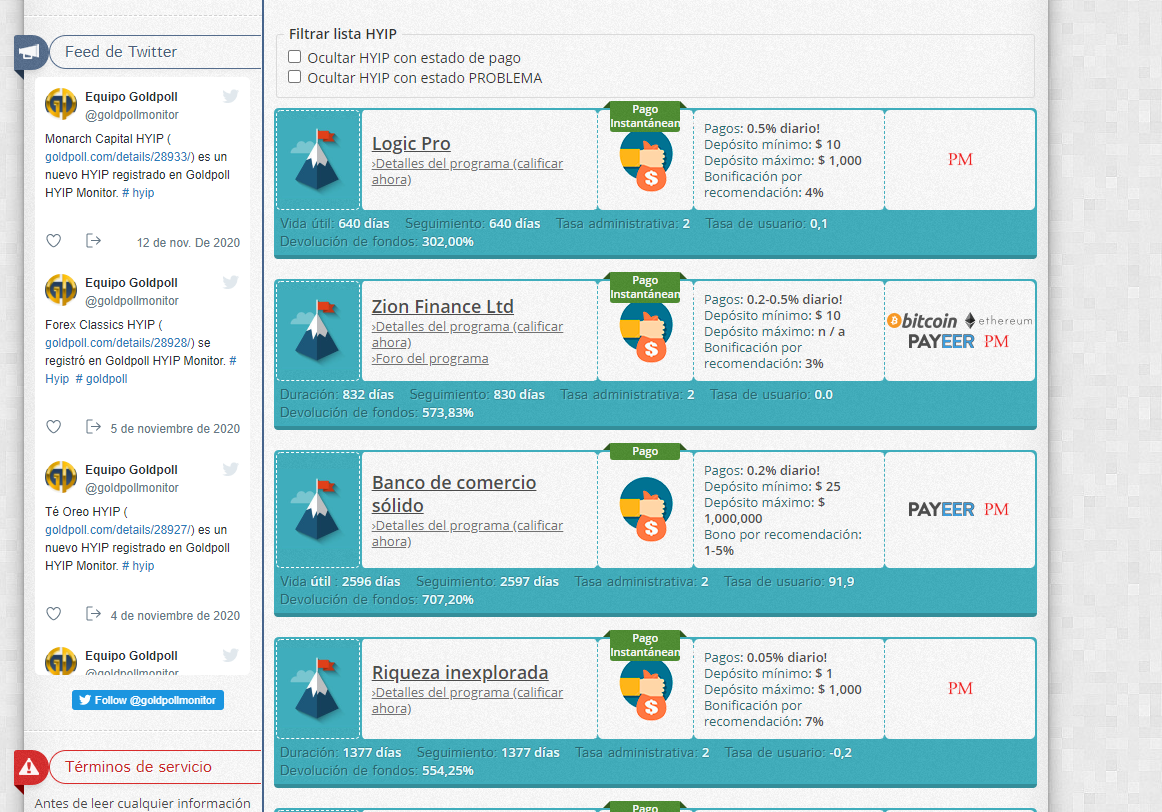 Feed de Twitter
Equipo Goldpoll
@goldpollmonitor
Monarch Capital HYIP (
goldpoll.com/details/28933/) es un
nuevo HYIP registrado en Goldpoll
HYIP Monitor. # hyip
12 de nov. De 2020
Equipo Goldpoll
@goldpollmonitor
Forex Classics HYIP (
goldpoll.com/details/28928/) se
registró en Goldpoll HYIP Monitor. #
Hyip # goldpoll
5 de noviembre de 2020
Equipo Goldpoll
@goldpollmonitor
Té Oreo HYIP (
goldpoll.com/details/28927/) es un
nuevo HYIP registrado en Goldpoll
HYIP Monitor. # hyip
4 de noviembre de 2020
Equipo Goldpoll
@goldpollmonitor
Follow @goldpollmonitor
Términos de servicio
Antes de leer cualquier información
Filtrar lista HYIP
Ocultar HYIP con estado de pago
Ocultar HYIP con estado PROBLEMA
Logic Pro
›Detalles del programa (calificar
ahora)
Pago
Instantánean
Pagos: 0.5% diario!
Depósito mínimo: $ 10
Depósito máximo: $ 1,000
Bonificación por
recomendación: 4%
PM
Vida útil: 640 días Seguimiento: 640 días Tasa administrativa: 2 Tasa de usuario: 0,1
Devolución de fondos: 302,00%
Zion Finance Ltd
›Detalles del programa (calificar
ahora)
›Foro del programa
Pago
Instantánean
Pagos: 0.2-0.5% diario!
Depósito mínimo: $ 10
Depósito máximo: n / a
Bonificación por
recomendación: 3%
bitcoin ethereum
PAYEER PM
Duración: 832 días Seguimiento: 830 días Tasa administrativa: 2 Tasa de usuario: 0.0
Devolución de fondos: 573,83%
Banco de comercio
sólido
›Detalles del programa (calificar
ahora)
Pago
Pagos: 0.2% diario!
Depósito mínimo: $ 25
Depósito máximo: $
1,000,000
Bono por recomendación:
1-5%
PAYEER PM
Vida útil : 2596 días Seguimiento: 2597 días Tasa administrativa: 2 Tasa de usuario: 91,9
Devolución de fondos: 707,20%
Riqueza inexplorada
›Detalles del programa (calificar
ahora)
Pago
Instantánean
Pagos: 0.05% diario!
Depósito mínimo: $ 1
Depósito máximo: $ 1,000
Bonificación por
recomendación: 7%
PM
Duración: 1377 días Seguimiento: 1377 días Tasa administrativa: 2 Tasa de usuario: -0,2
Devolución de fondos: 554,25%
Pago